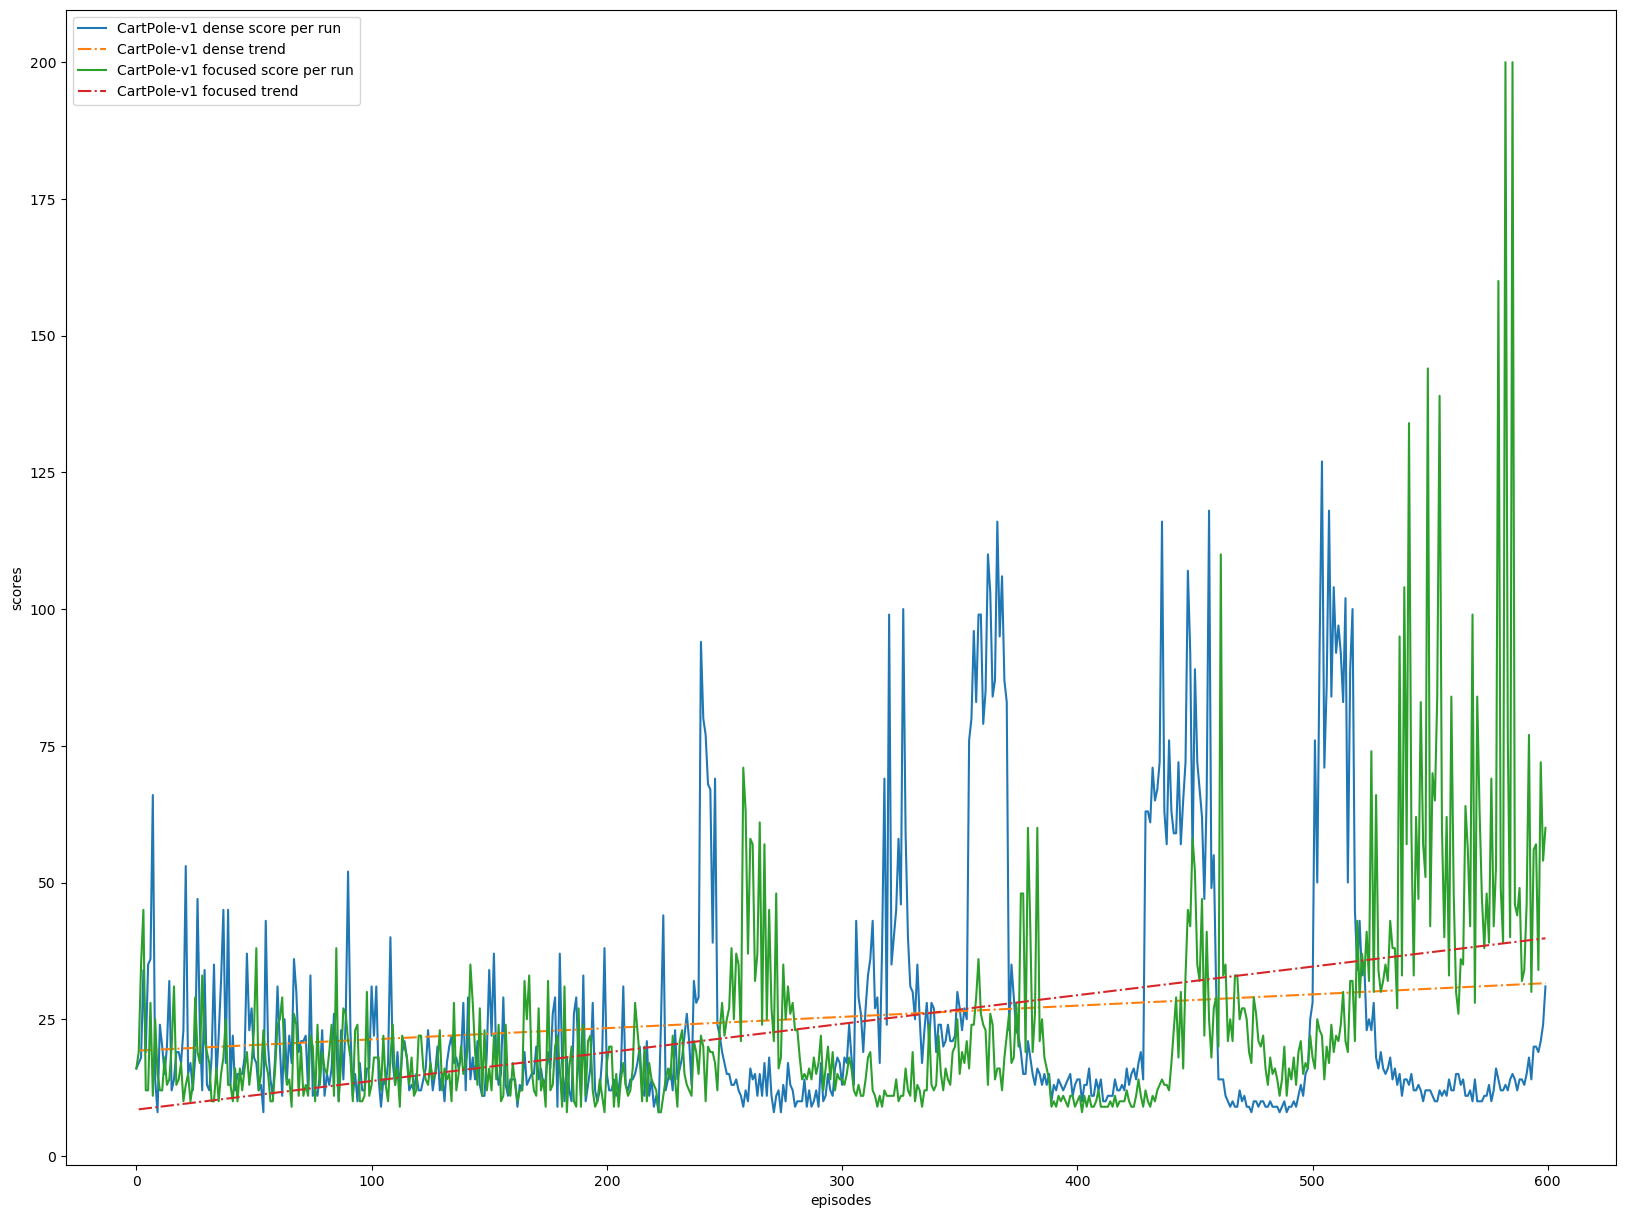 CartPole-v1 dense score per run
CartPole-v1 dense trend
CartPole-v1 focused score per run
CartPole-v1 focused trend
200
175
150
125
100
75
50
25
0
scores
0 100 200 300 400 500 600
episodes